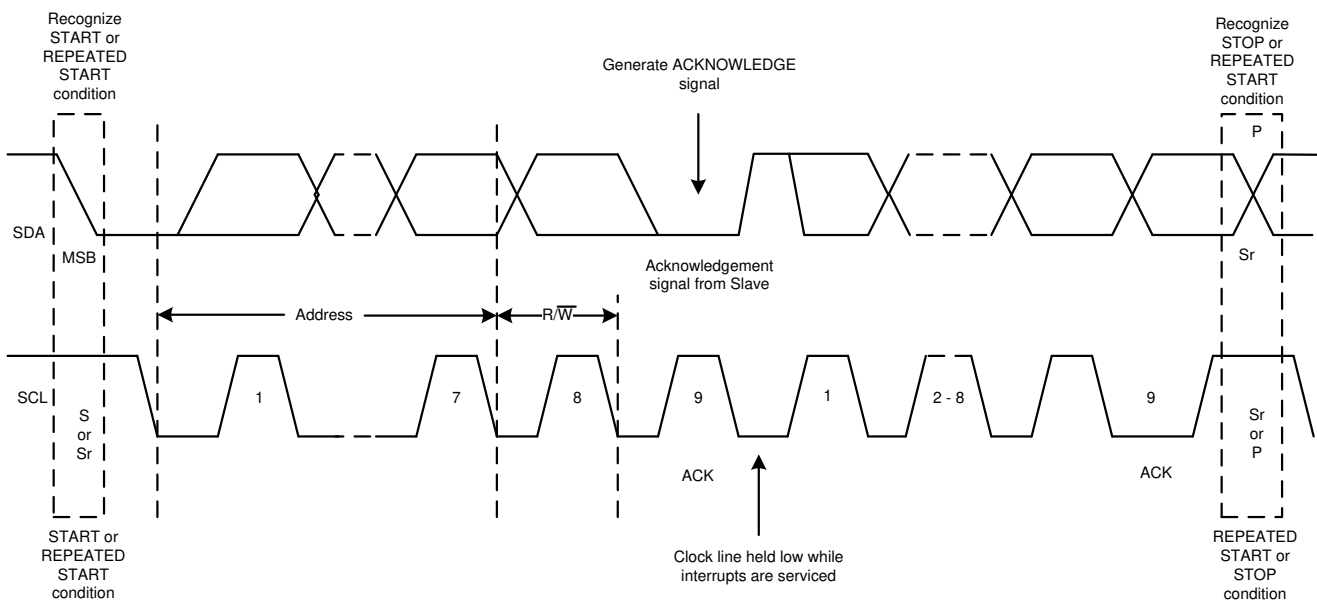 Recognize
START or
REPEATED
START
condition
Recognize
STOP or
REPEATED
START
condition
Generate ACKNOWLEDGE
signal
P
SDA
MSB
Acknowledgement
signal from Slave
Sr
Address
R/W̅
SCL
S
or
Sr
1
7
8
9
1
2 - 8
9
Sr
or
P
ACK
ACK
START or
REPEATED
START
condition
Clock line held low while
interrupts are serviced
REPEATED
START or
STOP
condition